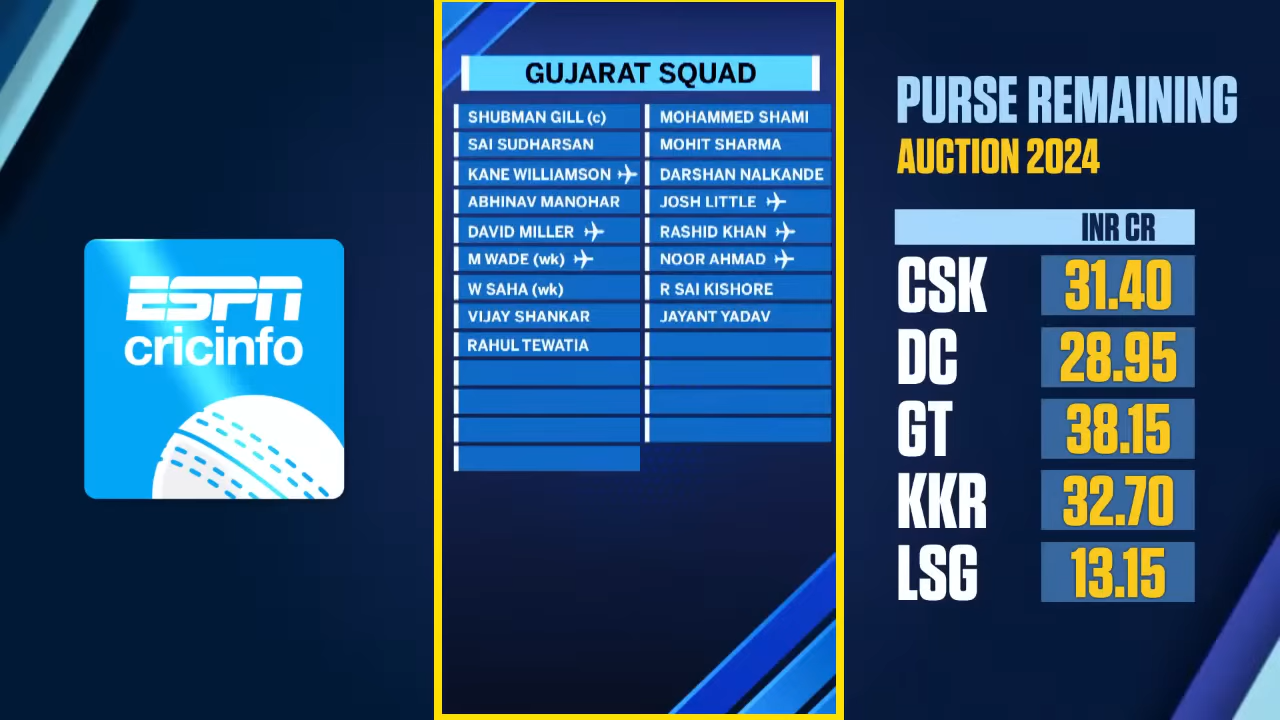 ESPN
cricinfo
GUJARAT SQUAD
SHUBMAN GILL (c)
SAI SUDHARSAN
KANE WILLIAMSON
ABHINAV MANOHAR
DAVID MILLER
M WADE (wk)
W SAHA (wk)
VIJAY SHANKAR
RAHUL TEWATIA
MOHAMMED SHAMI
MOHIT SHARMA
DARSHAN NALKANDE
JOSH LITTLE
RASHID KHAN
NOOR AHMAD
R SAI KISHORE
JAYANT YADAV
PURSE REMAINING
AUCTION 2024
INR CR
CSK 31.40
DC 28.95
GT 38.15
KKR 32.70
LSG 13.15